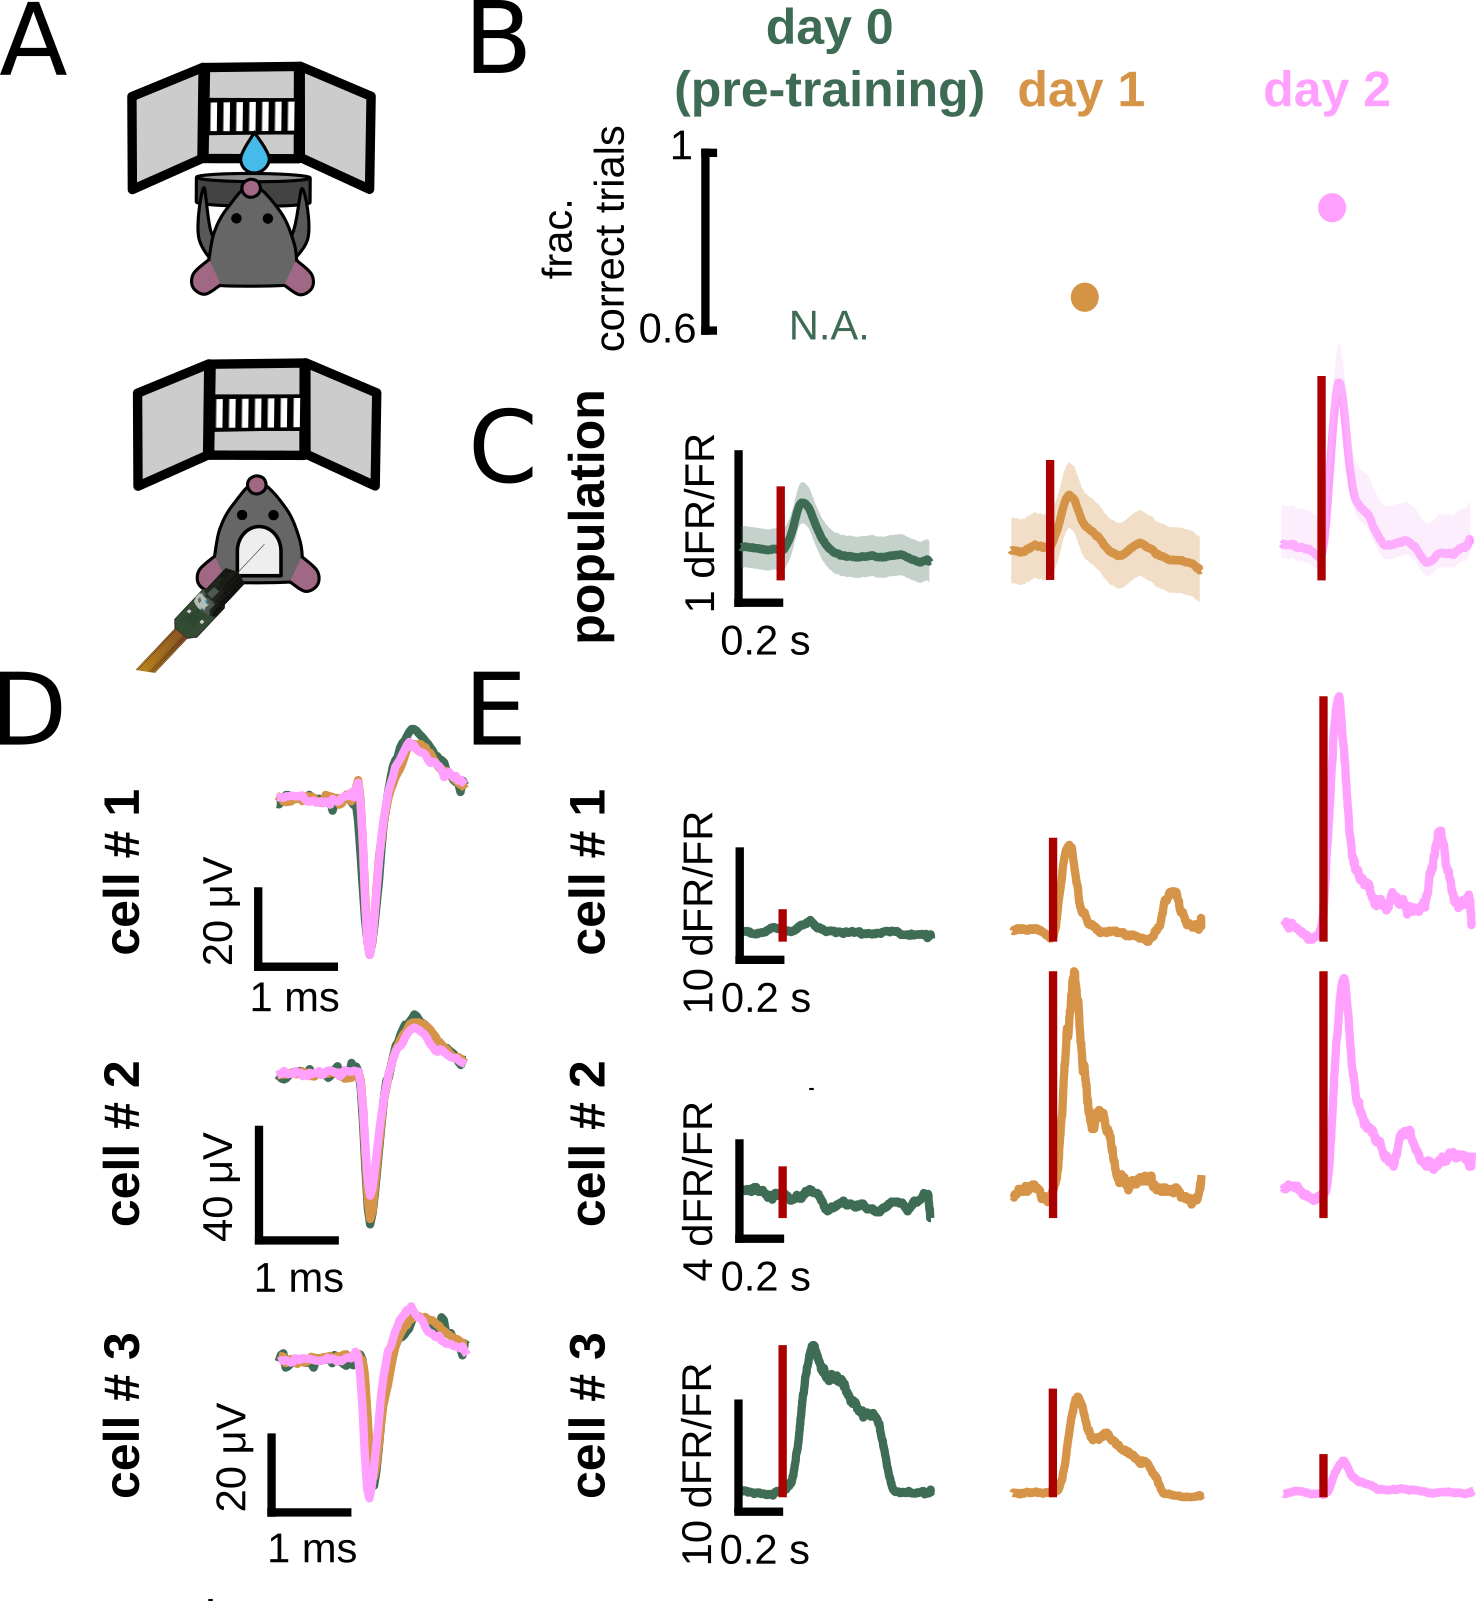 A
B
day 0
(pre-training)
day 1
day 2
frac.
correct trials
1
0.6
N.A.
C
population
1 dFR/FR
0.2 s
D
E
cell # 1
20 µV
1 ms
cell # 1
10 dFR/FR
0.2 s
cell # 2
40 µV
1 ms
cell # 2
4 dFR/FR
0.2 s
cell # 3
20 µV
1 ms
cell # 3
10 dFR/FR
0.2 s